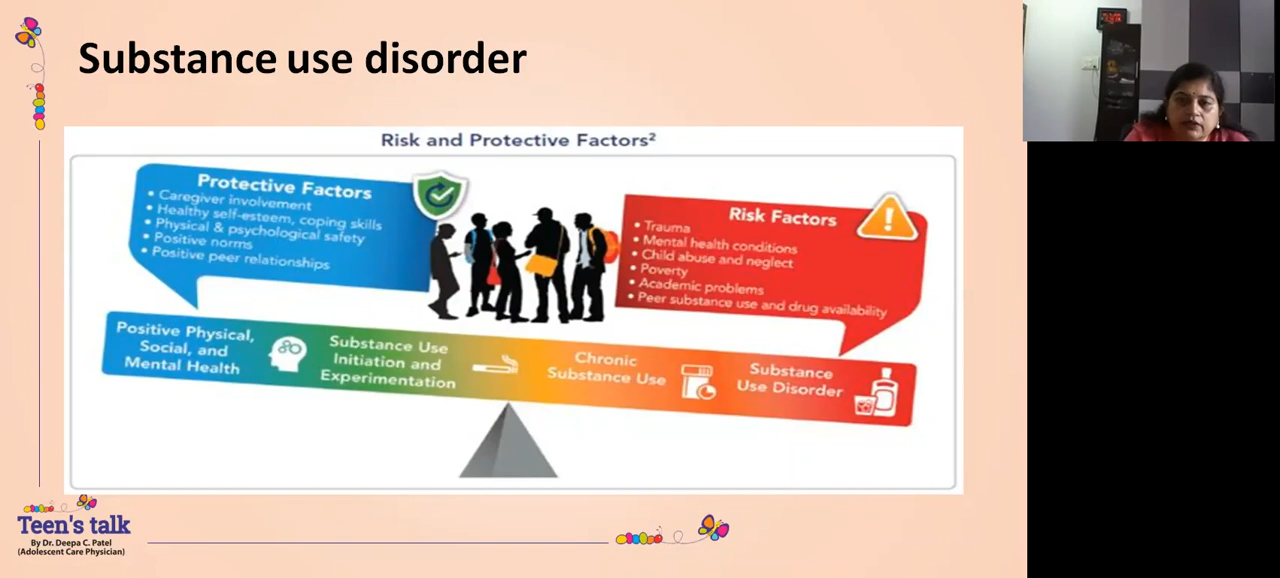 Substance use disorder
Risk and Protective Factors²
Protective Factors
• Caregiver involvement
• Healthy self-esteem, coping skills
• Physical & psychological safety
• Positive norms
• Positive peer relationships
Risk Factors
• Trauma
• Mental health conditions
• Child abuse and neglect
• Poverty
• Academic problems
• Peer substance use and drug availability
Positive Physical,
Social, and
Mental Health
Substance Use
Initiation and
Experimentation
Chronic
Substance Use
Substance
Use Disorder
Teen's talk
By Dr. Deepa C. Patel
(Adolescent Care Physician)